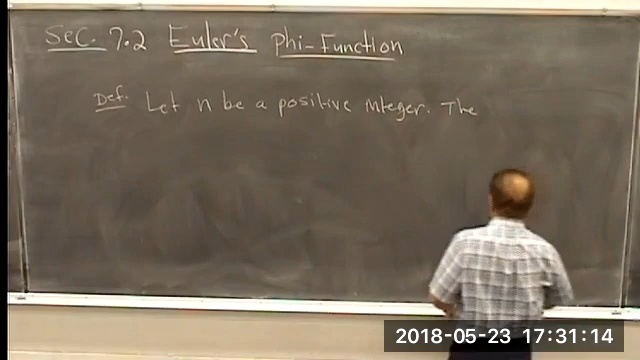 Sec. 7.2 Euler's Phi-Function
Def. Let n be a positive integer. The
2018-05-23 17:31:14